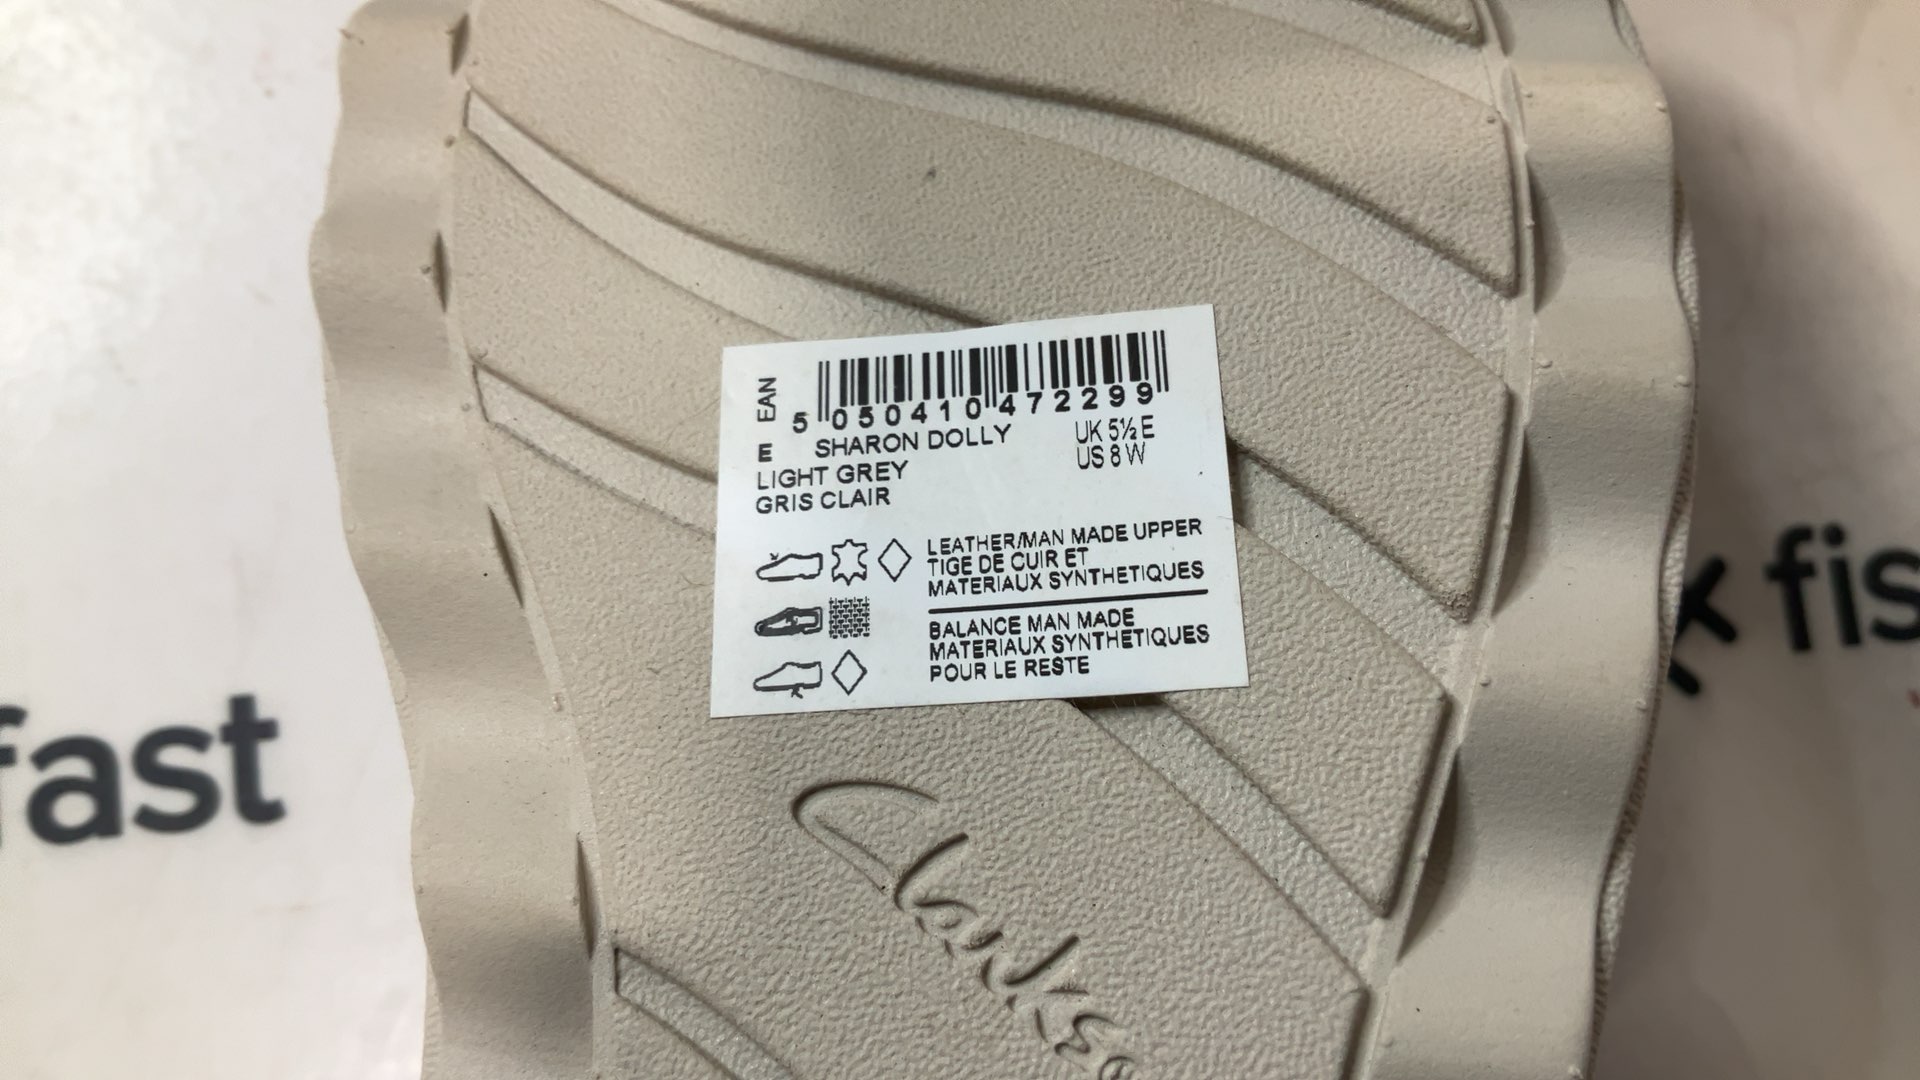 EAN
5 050410 472299
E SHARON DOLLY UK 5½ E
LIGHT GREY US 8 W
GRIS CLAIR
LEATHER/MAN MADE UPPER
TIGE DE CUIR ET
MATERIAUX SYNTHETIQUES
BALANCE MAN MADE
MATERIAUX SYNTHETIQUES
POUR LE RESTE
Clarks
fast
fis